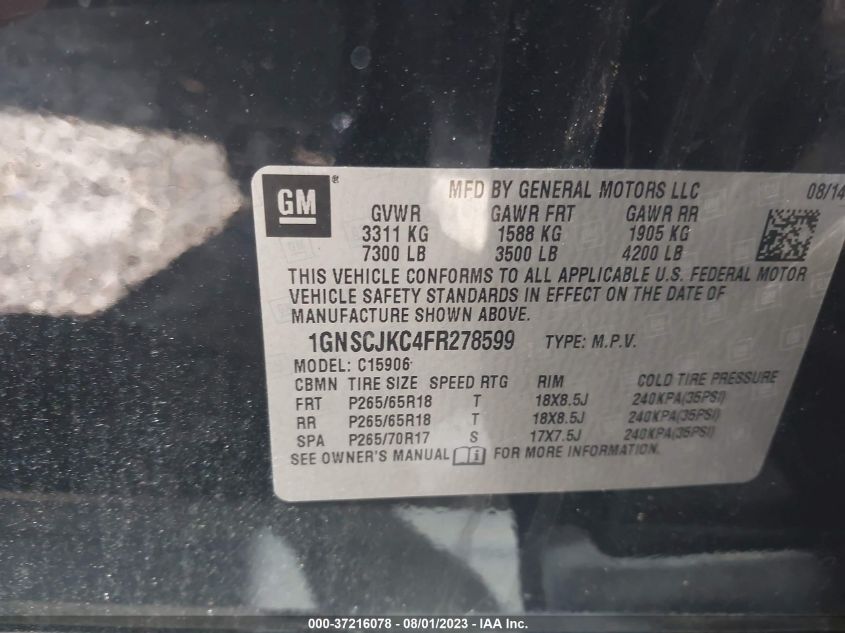 GM ®
MFD BY GENERAL MOTORS LLC 08/14
GVWR GAWR FRT GAWR RR
3311 KG 1588 KG 1905 KG
7300 LB 3500 LB 4200 LB
THIS VEHICLE CONFORMS TO ALL APPLICABLE U.S. FEDERAL MOTOR
VEHICLE SAFETY STANDARDS IN EFFECT ON THE DATE OF
MANUFACTURE SHOWN ABOVE.
1GNSCJKC4FR278599 TYPE: M.P.V.
MODEL: C15906
CBMN TIRE SIZE SPEED RTG RIM COLD TIRE PRESSURE
FRT P265/65R18 T 18X8.5J 240KPA(35PSI)
RR P265/65R18 T 18X8.5J 240KPA(35PSI)
SPA P265/70R17 S 17X7.5J 240KPA(35PSI)
SEE OWNER'S MANUAL FOR MORE INFORMATION.
000-37216078 - 08/01/2023 - IAA Inc.